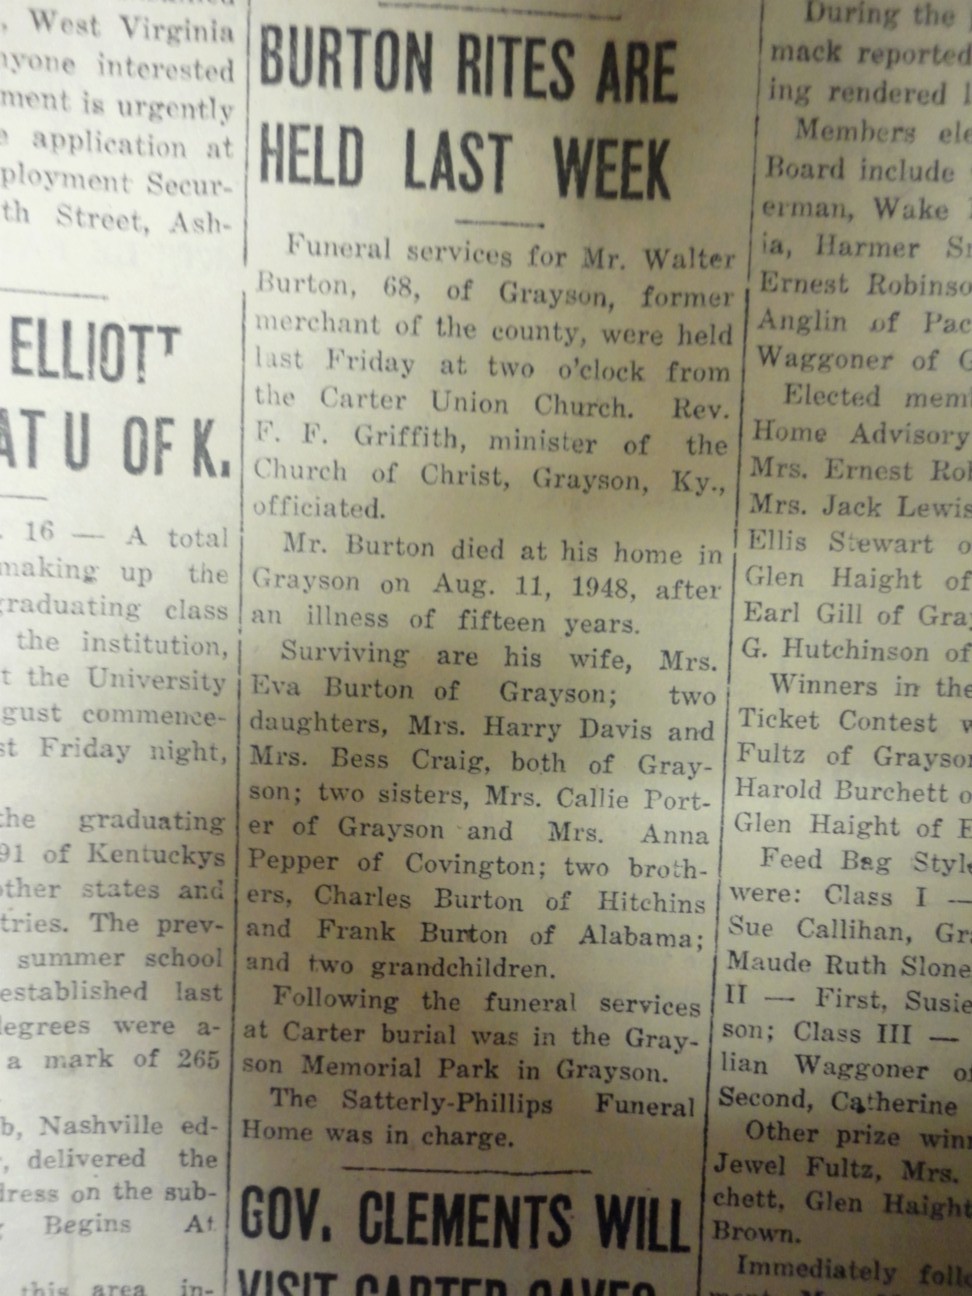 , West Virginia
nyone interested
ment is urgently
e application at
ployment Secur-
th Street, Ash-
ELLIOTT
AT U OF K.
. 16 — A total
making up the
graduating class
the institution,
t the University
gust commence-
st Friday night,
the graduating
91 of Kentuckys
other states and
tries. The prev-
summer school
established last
degrees were a-
a mark of 265
b, Nashville ed-
, delivered the
dress on the sub-
Begins At
this area in-
BURTON RITES ARE
HELD LAST WEEK
Funeral services for Mr. Walter
Burton, 68, of Grayson, former
merchant of the county, were held
last Friday at two o'clock from
the Carter Union Church. Rev.
F. F. Griffith, minister of the
Church of Christ, Grayson, Ky.,
officiated.
Mr. Burton died at his home in
Grayson on Aug. 11, 1948, after
an illness of fifteen years.
Surviving are his wife, Mrs.
Eva Burton of Grayson; two
daughters, Mrs. Harry Davis and
Mrs. Bess Craig, both of Gray-
son; two sisters, Mrs. Callie Port-
er of Grayson and Mrs. Anna
Pepper of Covington; two broth-
ers, Charles Burton of Hitchins
and Frank Burton of Alabama;
and two grandchildren.
Following the funeral services
at Carter burial was in the Gray-
son Memorial Park in Grayson.
The Satterly-Phillips Funeral
Home was in charge.
GOV. CLEMENTS WILL
VISIT CARTER CAVES
During the
mack reported
ing rendered
Members ele
Board include
erman, Wake
ia, Harmer Sn
Ernest Robinso
Anglin of Pac
Waggoner of G
Elected mem
Home Advisory
Mrs. Ernest Rob
Mrs. Jack Lewis
Ellis Stewart o
Glen Haight of
Earl Gill of Gray
G. Hutchinson of
Winners in the
Ticket Contest w
Fultz of Grayson
Harold Burchett o
Glen Haight of
Feed Bag Style
were: Class I —
Sue Callihan, Gra
Maude Ruth Slone
II — First, Susie
son; Class III —
lian Waggoner of
Second, Catherine
Other prize winn
Jewel Fultz, Mrs.
chett, Glen Haight
Brown.
Immediately follo